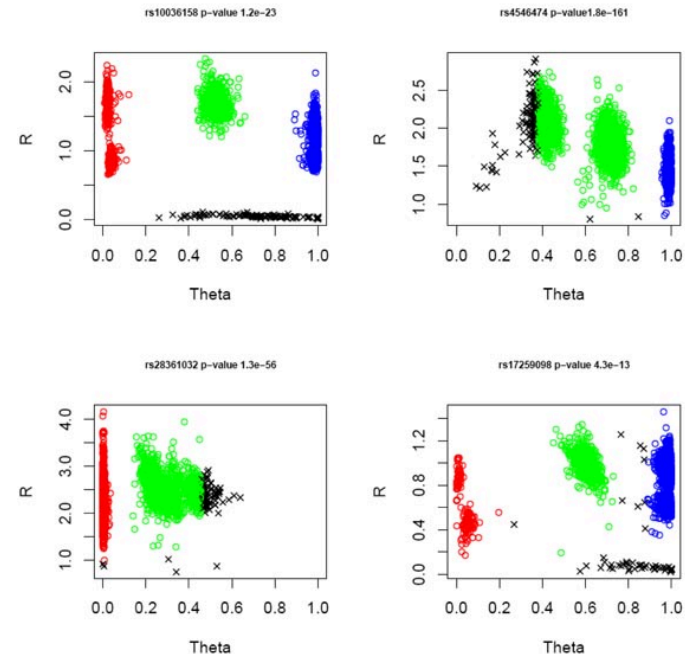 rs10036158 p-value 1.2e-23
R
0.0 1.0 2.0
0.0 0.2 0.4 0.6 0.8 1.0
Theta
rs4546474 p-value1.8e-161
R
1.0 1.5 2.0 2.5
0.0 0.2 0.4 0.6 0.8 1.0
Theta
rs28361032 p-value 1.3e-56
R
1.0 2.0 3.0 4.0
0.0 0.2 0.4 0.6 0.8 1.0
Theta
rs17259098 p-value 4.3e-13
R
0.0 0.4 0.8 1.2
0.0 0.2 0.4 0.6 0.8 1.0
Theta